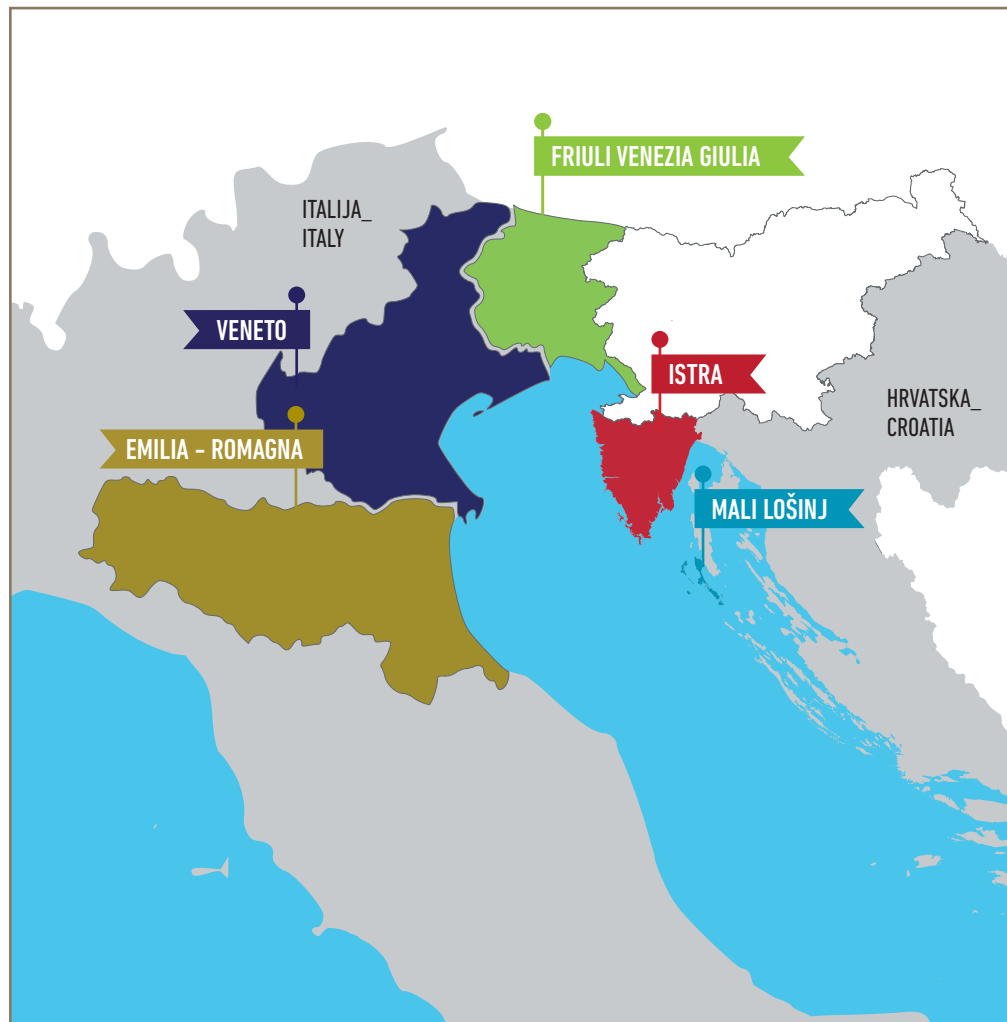 FRIULI VENEZIA GIULIA
ITALIJA_
ITALY
VENETO
ISTRA
HRVATSKA_
CROATIA
EMILIA - ROMAGNA
MALI LOŠINJ